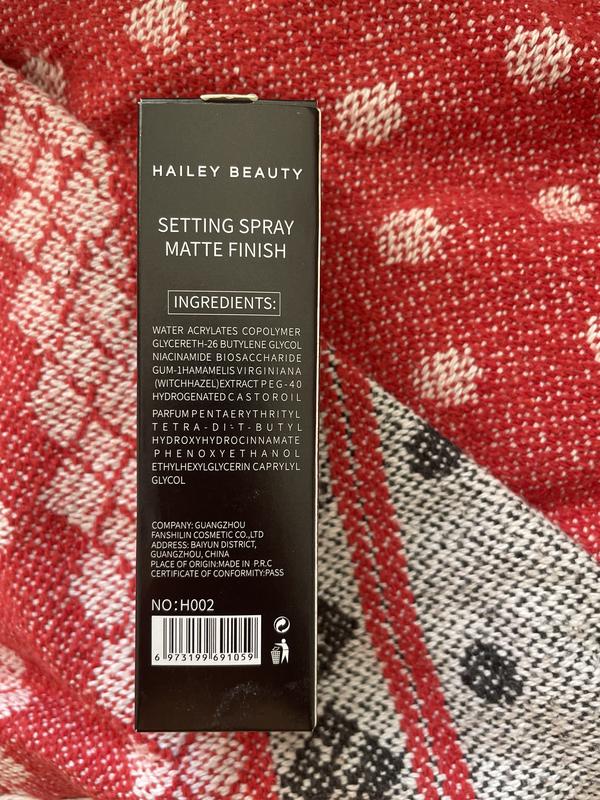 HAILEY BEAUTY
SETTING SPRAY
MATTE FINISH
INGREDIENTS:
WATER ACRYLATES COPOLYMER
GLYCERETH-26 BUTYLENE GLYCOL
NIACINAMIDE BIOSACCHARIDE
GUM-1HAMAMELIS VIRGINIANA
(WITCHHAZEL)EXTRACT PEG-40
HYDROGENATED CASTOROIL
PARFUM PENTAERYTHRITYL
TETRA-DI-T-BUTYL
HYDROXYHYDROCINNAMATE
PHENOXYETHANOL
ETHYLHEXYLGLYCERIN CAPRYLYL
GLYCOL
COMPANY: GUANGZHOU
FANSHILIN COSMETIC CO.,LTD
ADDRESS: BAIYUN DISTRICT,
GUANGZHOU, CHINA
PLACE OF ORIGIN:MADE IN P.R.C
CERTIFICATE OF CONFORMITY:PASS
NO:H002
6 973199 691059